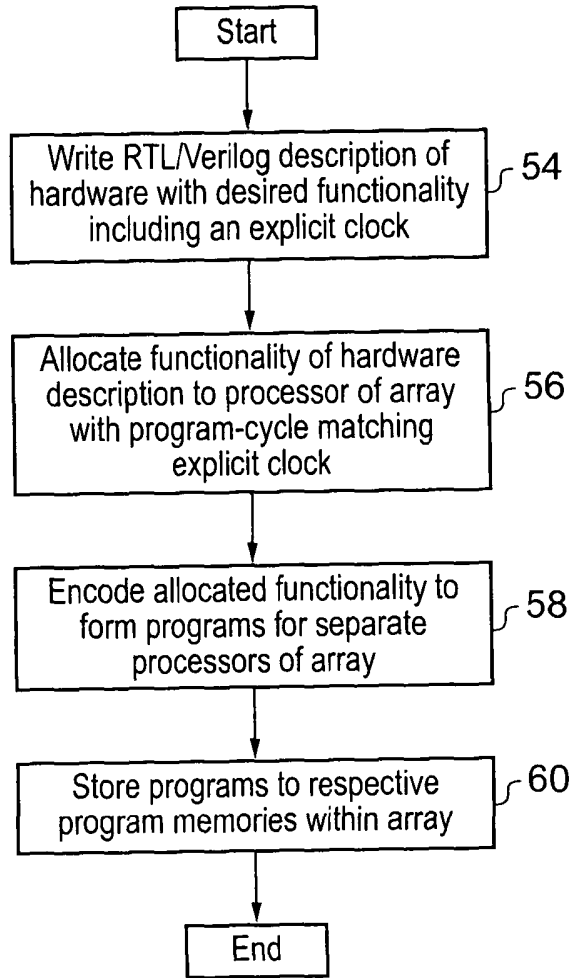 Start
Write RTL/Verilog description of
hardware with desired functionality
including an explicit clock
54
Allocate functionality of hardware
description to processor of array
with program-cycle matching
explicit clock
56
Encode allocated functionality to
form programs for separate
processors of array
58
Store programs to respective
program memories within array
60
End